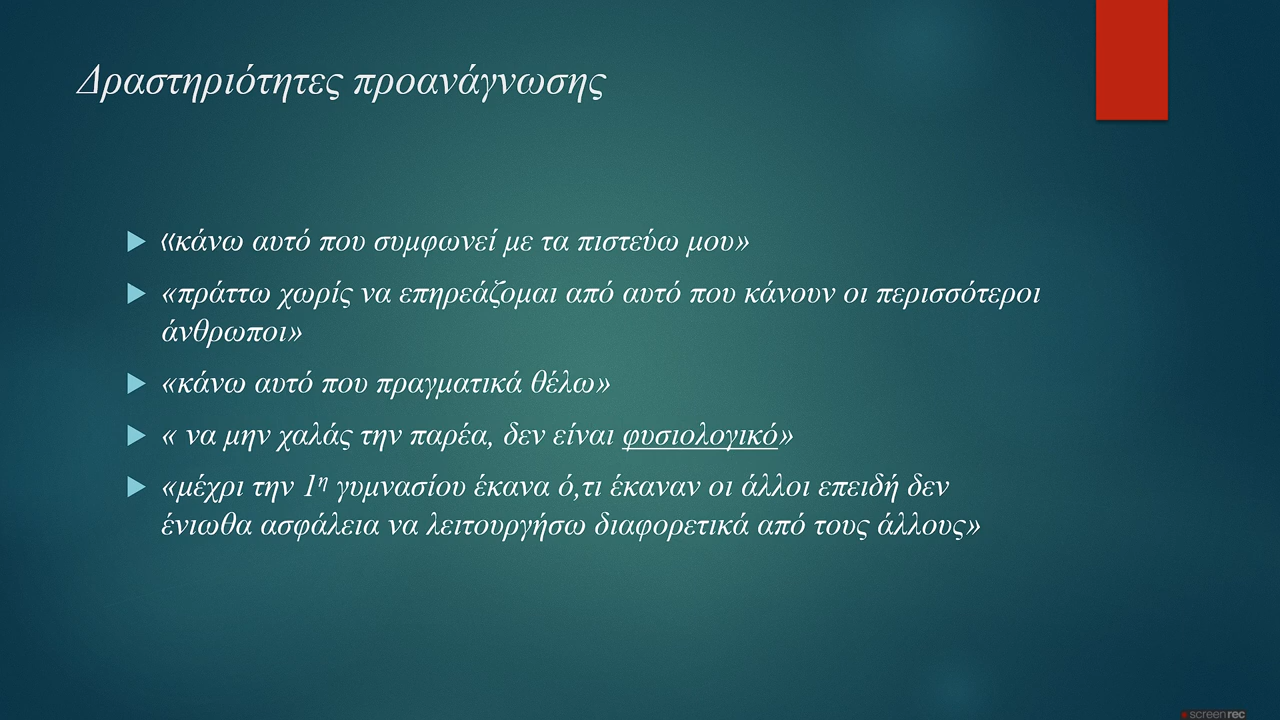 Δραστηριότητες προανάγνωσης
«κάνω αυτό που συμφωνεί με τα πιστεύω μου»
«πράττω χωρίς να επηρεάζομαι από αυτό που κάνουν οι περισσότεροι
άνθρωποι»
«κάνω αυτό που πραγματικά θέλω»
« να μην χαλάς την παρέα, δεν είναι φυσιολογικό»
«μέχρι την 1η γυμνασίου έκανα ό,τι έκαναν οι άλλοι επειδή δεν
ένιωθα ασφάλεια να λειτουργήσω διαφορετικά από τους άλλους»
screenrec